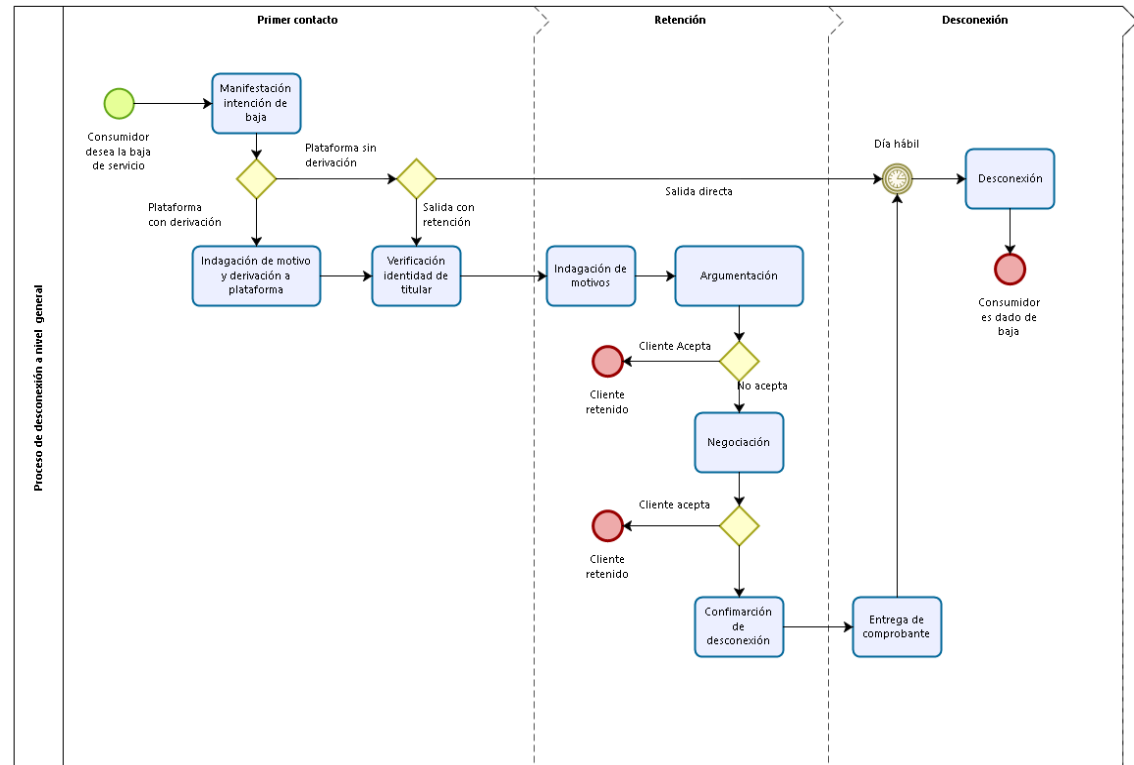 Primer contacto
Retención
Desconexión
Proceso de desconexión a nivel  general
Manifestación
intención de
baja
Consumidor
desea la baja
de servicio
Plataforma sin
derivación
Plataforma
con derivación
Salida con
retención
Salida directa
Día hábil
Desconexión
Indagación de motivo
y derivación a
plataforma
Verificación
identidad de
titular
Indagación de
motivos
Argumentación
Consumidor
es dado de
baja
Cliente Acepta
Cliente
retenido
No acepta
Negociación
Cliente acepta
Cliente
retenido
Confimarción
de
desconexión
Entrega de
comprobante